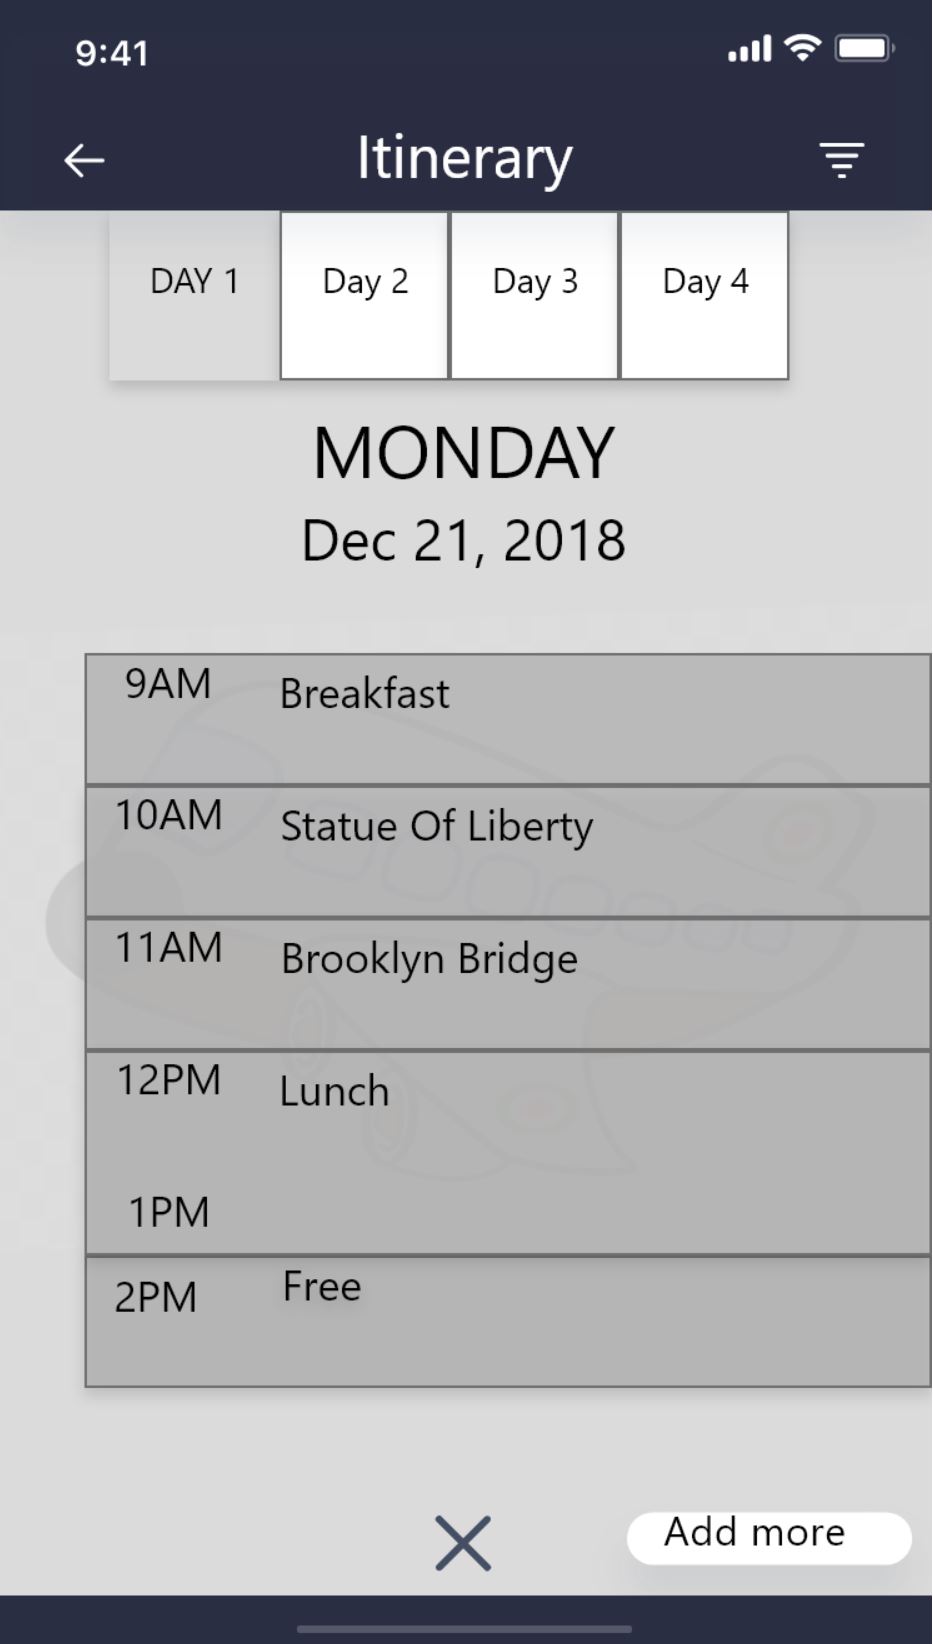 9:41
Itinerary
DAY 1 Day 2 Day 3 Day 4
MONDAY
Dec 21, 2018
9AM Breakfast
10AM Statue Of Liberty
11AM Brooklyn Bridge
12PM Lunch
1PM
2PM Free
Add more